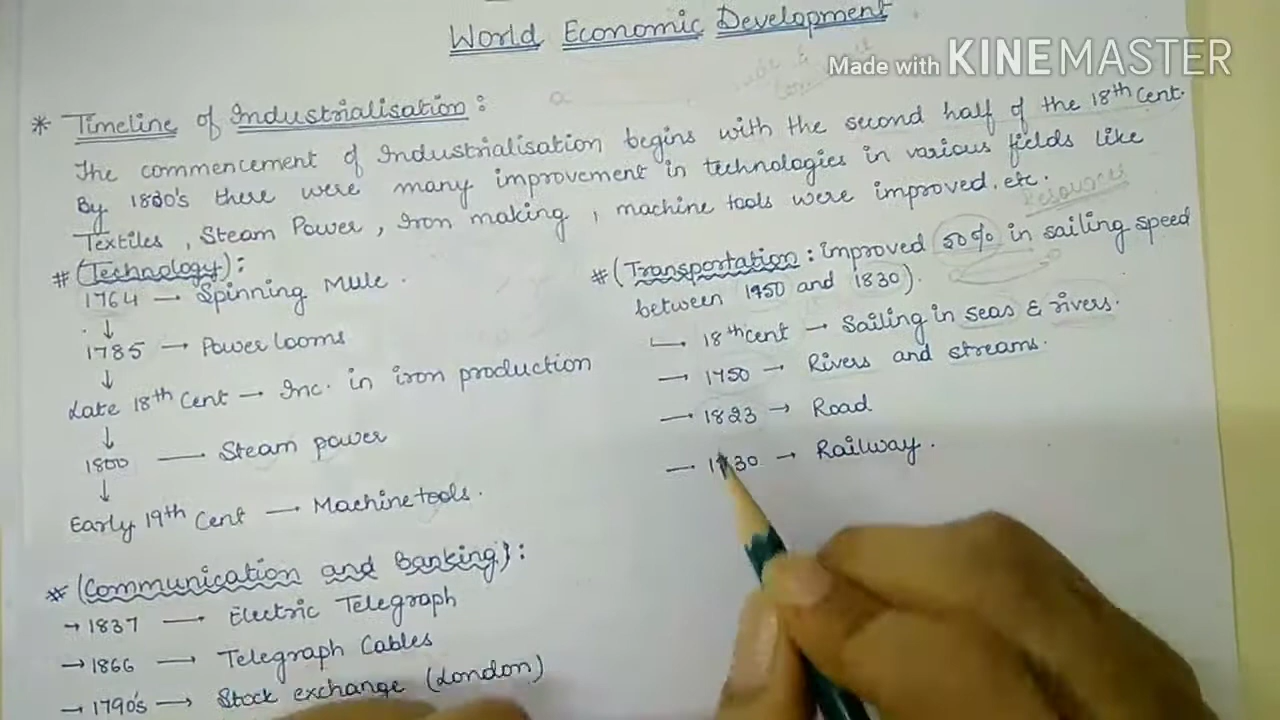 World Economic Development
Made with KINEMASTER
* Timeline of Industrialisation :
The commencement of Industrialisation begins with the second half of the 18th Cent.
By 1830's there were many improvement in technologies in various fields like
Textiles , Steam Power , Iron making , machine tools were improved. etc.
Resources
# (Technology) :
1764 → Spinning Mule .
1785 → Power looms
Late 18th Cent → Inc. in iron production
1800 — Steam power
Early 19th Cent → Machine tools.
# (Transportation : Improved 50% in sailing speed
between 1750 and 1830).
→ 18th cent → Sailing in seas & rivers.
→ 1750 → Rivers and streams.
→ 1823 → Road
→ 1830 → Railway .
# (Communication and Banking) :
→ 1837 — Electric Telegraph
→ 1866 — Telegraph Cables
→ 1790's → Stock exchange (London)